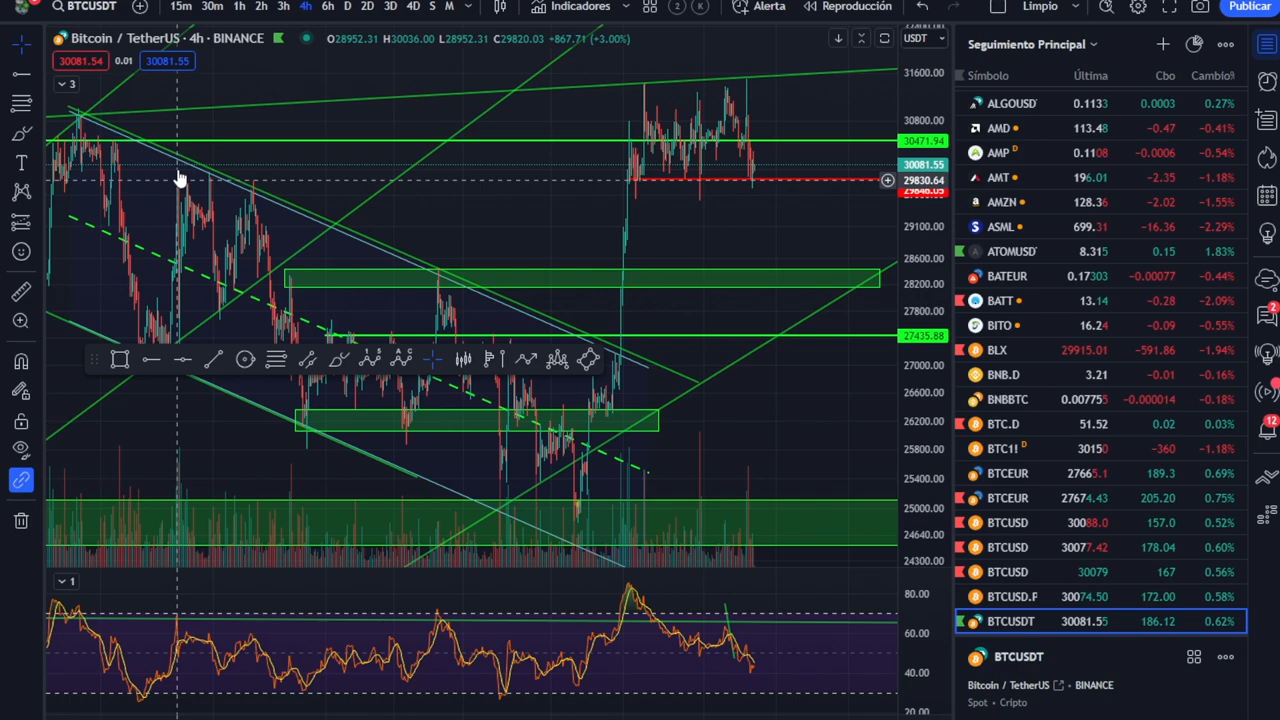 BTCUSDT
15m 30m 1h 2h 3h 4h 6h D 2D 3D 4D S M
Indicadores
2 K
Alerta
Reproducción
Limpio
Publicar
Bitcoin / TetherUS · 4h · BINANCE
O28952.31 H30036.00 L28952.31 C29820.03 +867.71 (+3.00%)
USDT
30081.54 0.01 30081.55
3
31600.00
30800.00
30471.94
30081.55
29830.64
29100.00
28600.00
28200.00
27800.00
27435.88
27000.00
26600.00
26200.00
25800.00
25400.00
25000.00
24640.00
24300.00
1
80.00
60.00
40.00
20.00
Seguimiento Principal
Símbolo Última Cbo Cambio%
ALGOUSD 0.1133 0.0003 0.27%
AMD 113.48 −0.47 −0.41%
AMP D 0.1108 −0.0006 −0.54%
AMT 196.01 −2.35 −1.18%
AMZN 128.36 −2.02 −1.55%
ASML 699.31 −16.36 −2.29%
ATOMUSD 8.315 0.15 1.83%
BATEUR 0.17303 −0.00077 −0.44%
BATT 13.14 −0.28 −2.09%
BITO 16.24 −0.09 −0.55%
BLX 29915.01 −591.86 −1.94%
BNB.D 3.21 −0.01 −0.16%
BNBBTC 0.007755 −0.000014 −0.18%
BTC.D 51.52 0.02 0.03%
BTC1! D 30150 −360 −1.18%
BTCEUR 27665.1 189.3 0.69%
BTCEUR 27674.43 205.20 0.75%
BTCUSD 30088.0 157.0 0.52%
BTCUSD 30077.42 178.04 0.60%
BTCUSD 30079 167 0.56%
BTCUSD.P 30074.50 172.00 0.58%
BTCUSDT 30081.55 186.12 0.62%
BTCUSDT
Bitcoin / TetherUS · BINANCE
Spot · Cripto
2
12